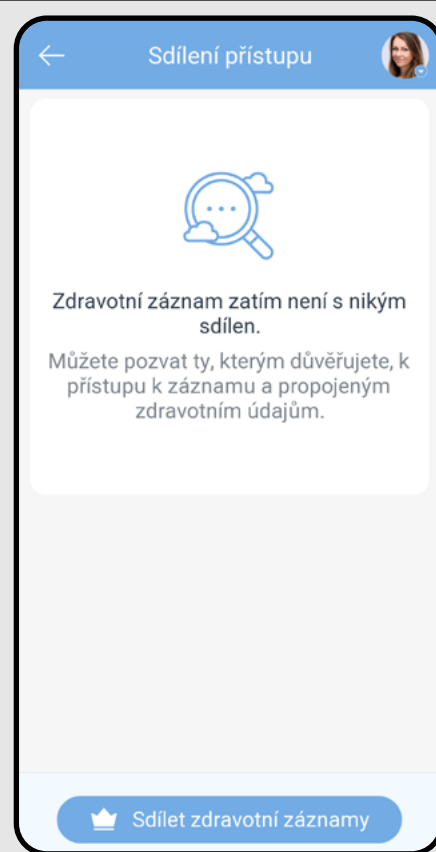 Sdílení přístupu
Zdravotní záznam zatím není s nikým
sdílen.
Můžete pozvat ty, kterým důvěřujete, k
přístupu k záznamu a propojeným
zdravotním údajům.
Sdílet zdravotní záznamy